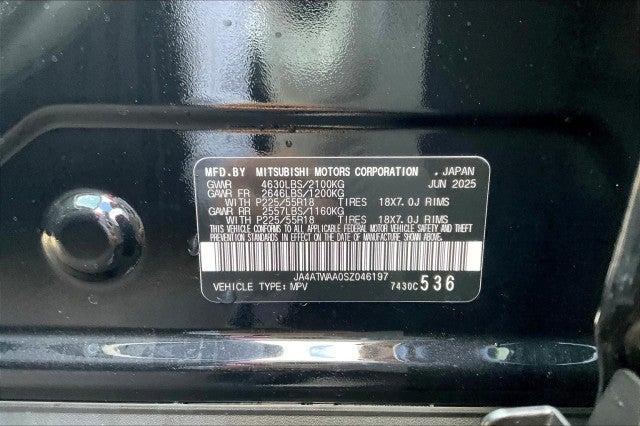 MFD.BY MITSUBISHI MOTORS CORPORATION , JAPAN
GVWR 4630LBS/2100KG JUN 2025
GAWR FR 2646LBS/1200KG
WITH P225/55R18 TIRES 18X7.0J RIMS
GAWR RR 2557LBS/1160KG
WITH P225/55R18 TIRES 18X7.0J RIMS
THIS VEHICLE CONFORMS TO ALL APPLICABLE FEDERAL MOTOR VEHICLE SAFETY AND THEFT
PREVENTION STANDARDS IN EFFECT ON THE DATE OF MANUFACTURE SHOWN ABOVE.
JA4ATWAA0SZ046197
VEHICLE TYPE: MPV 7430C 536